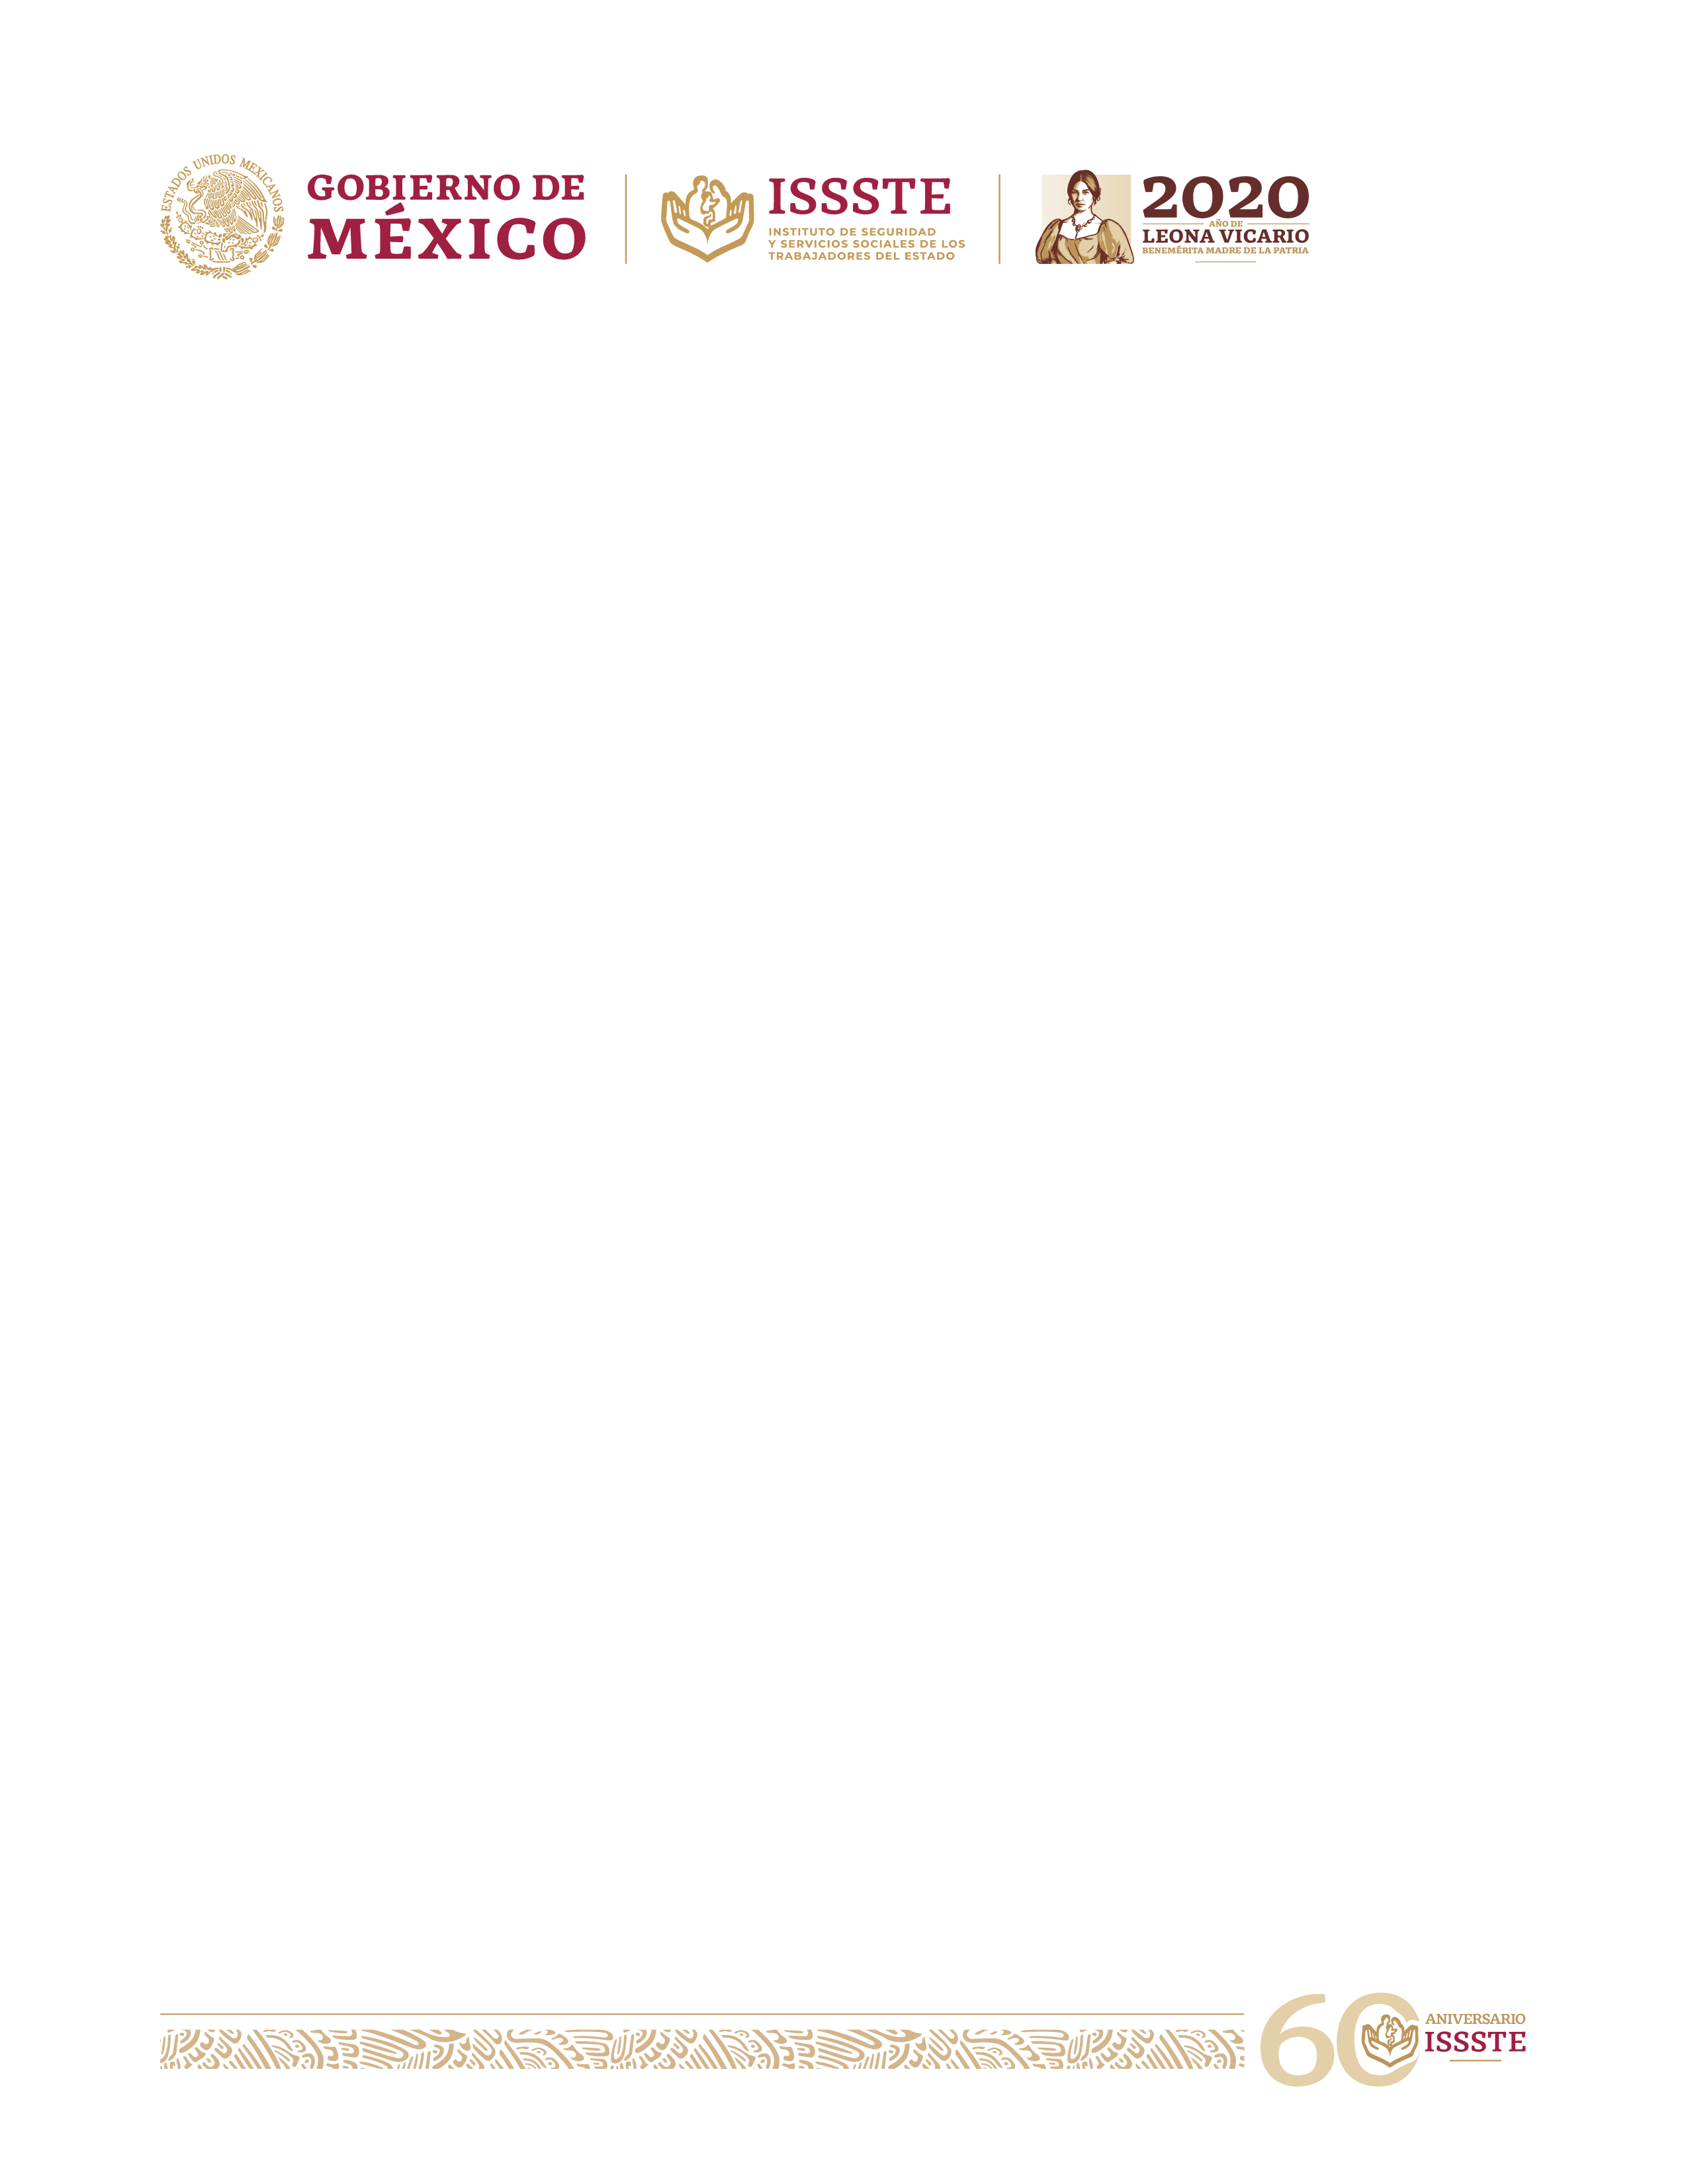 ESTADOS UNIDOS MEXICANOS
GOBIERNO DE
MÉXICO
ISSSTE
INSTITUTO DE SEGURIDAD
Y SERVICIOS SOCIALES DE LOS
TRABAJADORES DEL ESTADO
2020
AÑO DE
LEONA VICARIO
BENEMÉRITA MADRE DE LA PATRIA
60
ANIVERSARIO
ISSSTE